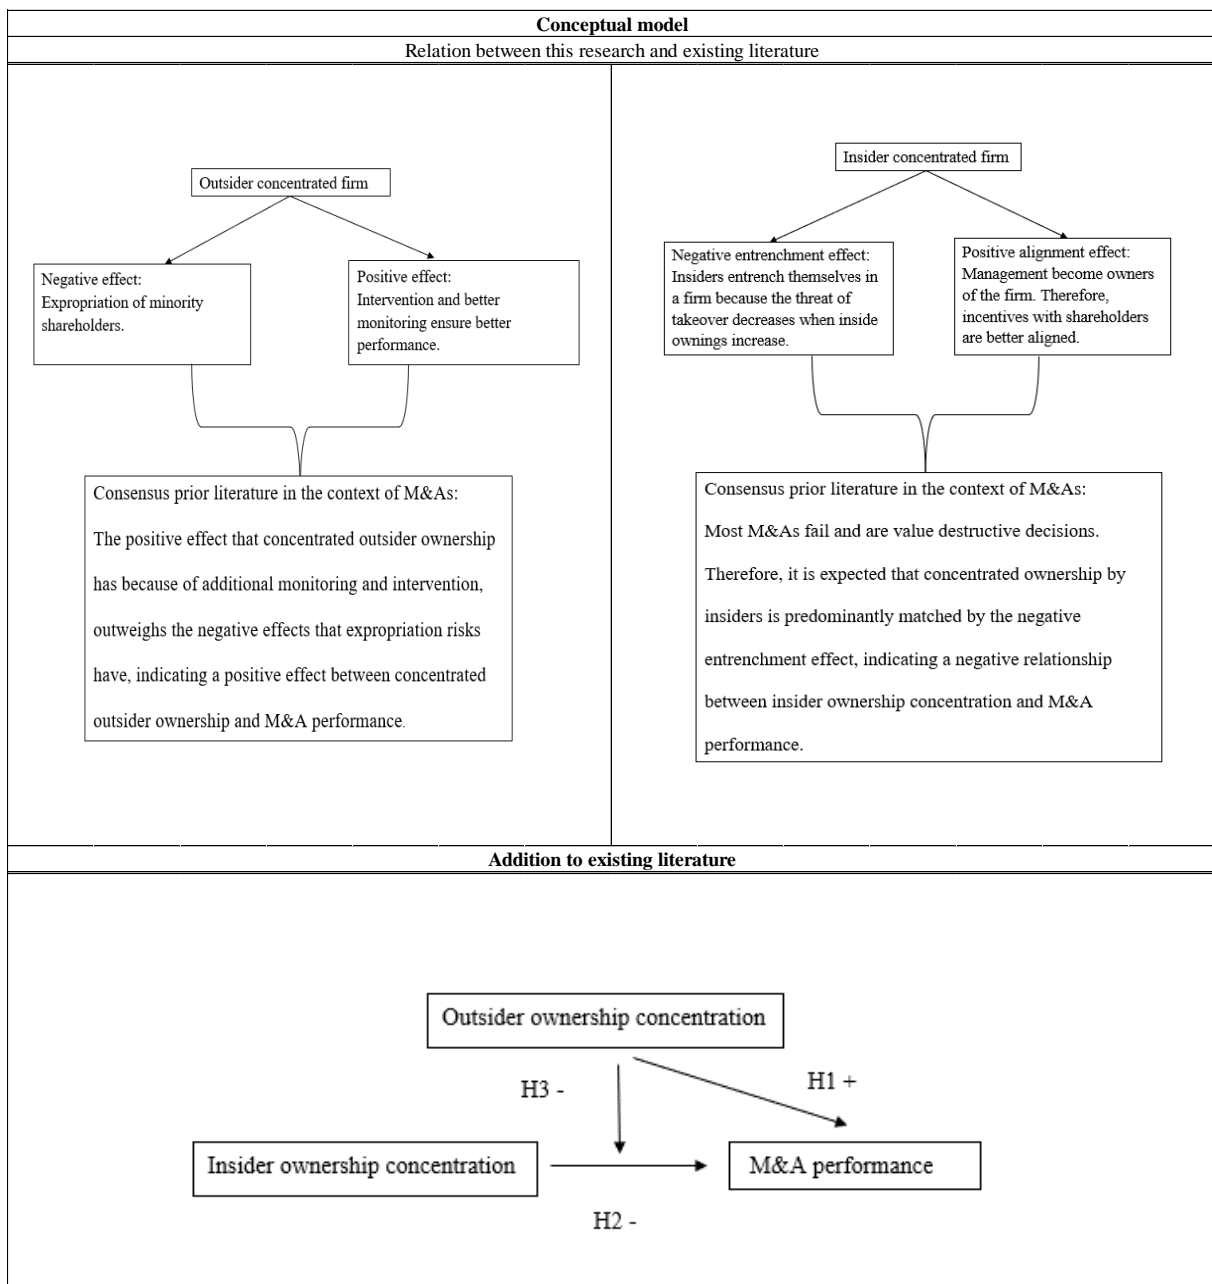 Conceptual model
Relation between this research and existing literature
Outsider concentrated firm
Negative effect:
Expropriation of minority
shareholders.
Positive effect:
Intervention and better
monitoring ensure better
performance.
Consensus prior literature in the context of M&As:
The positive effect that concentrated outsider ownership
has because of additional monitoring and intervention,
outweighs the negative effects that expropriation risks
have, indicating a positive effect between concentrated
outsider ownership and M&A performance.
Insider concentrated firm
Negative entrenchment effect:
Insiders entrench themselves in
a firm because the threat of
takeover decreases when inside
ownings increase.
Positive alignment effect:
Management become owners
of the firm. Therefore,
incentives with shareholders
are better aligned.
Consensus prior literature in the context of M&As:
Most M&As fail and are value destructive decisions.
Therefore, it is expected that concentrated ownership by
insiders is predominantly matched by the negative
entrenchment effect, indicating a negative relationship
between insider ownership concentration and M&A
performance.
Addition to existing literature
Outsider ownership concentration
H3 -
H1 +
Insider ownership concentration
M&A performance
H2 -